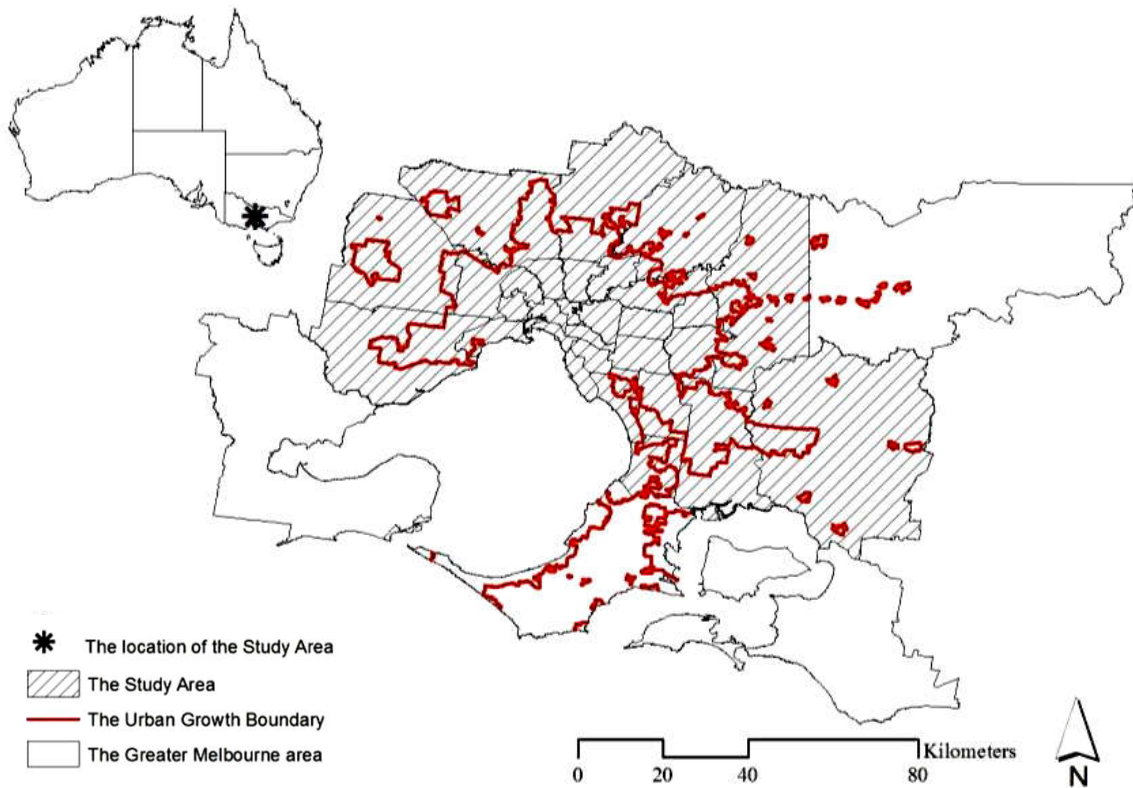 The location of the Study Area
The Study Area
The Urban Growth Boundary
The Greater Melbourne area
Kilometers
0 20 40 80
N